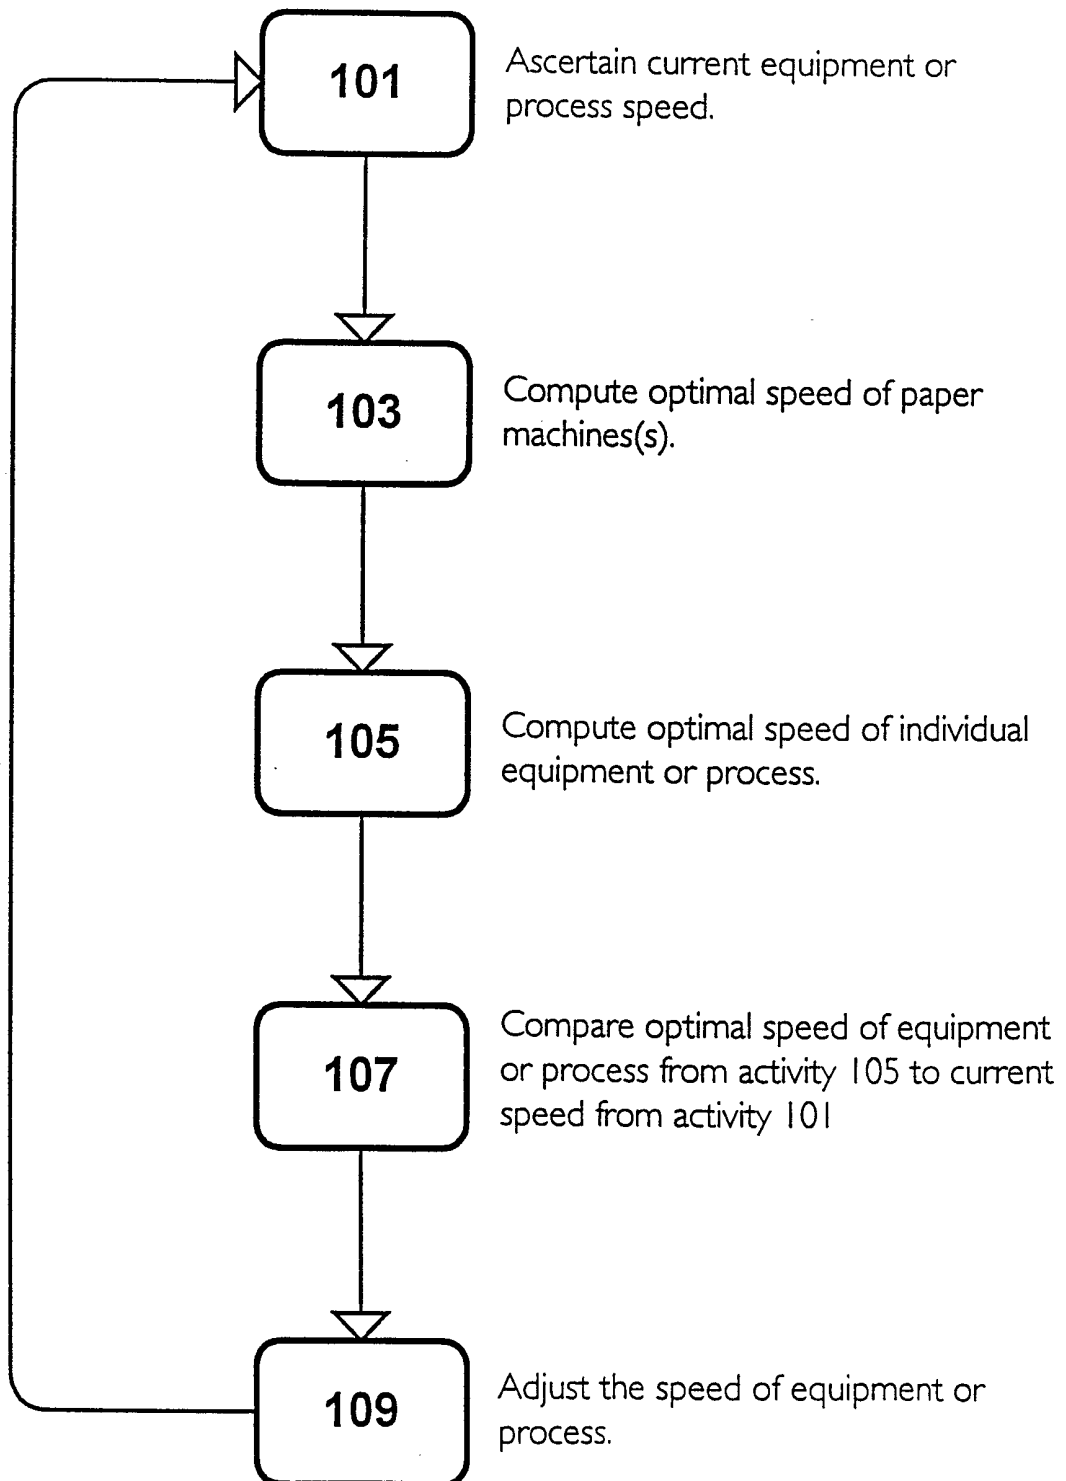 101
Ascertain current equipment or
process speed.
103
Compute optimal speed of paper
machines(s).
105
Compute optimal speed of individual
equipment or process.
107
Compare optimal speed of equipment
or process from activity 105 to current
speed from activity 101
109
Adjust the speed of equipment or
process.